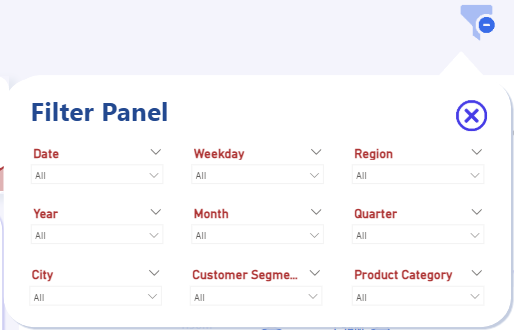 Filter Panel
Date Weekday Region
All All All
Year Month Quarter
All All All
City Customer Segme... Product Category
All All All